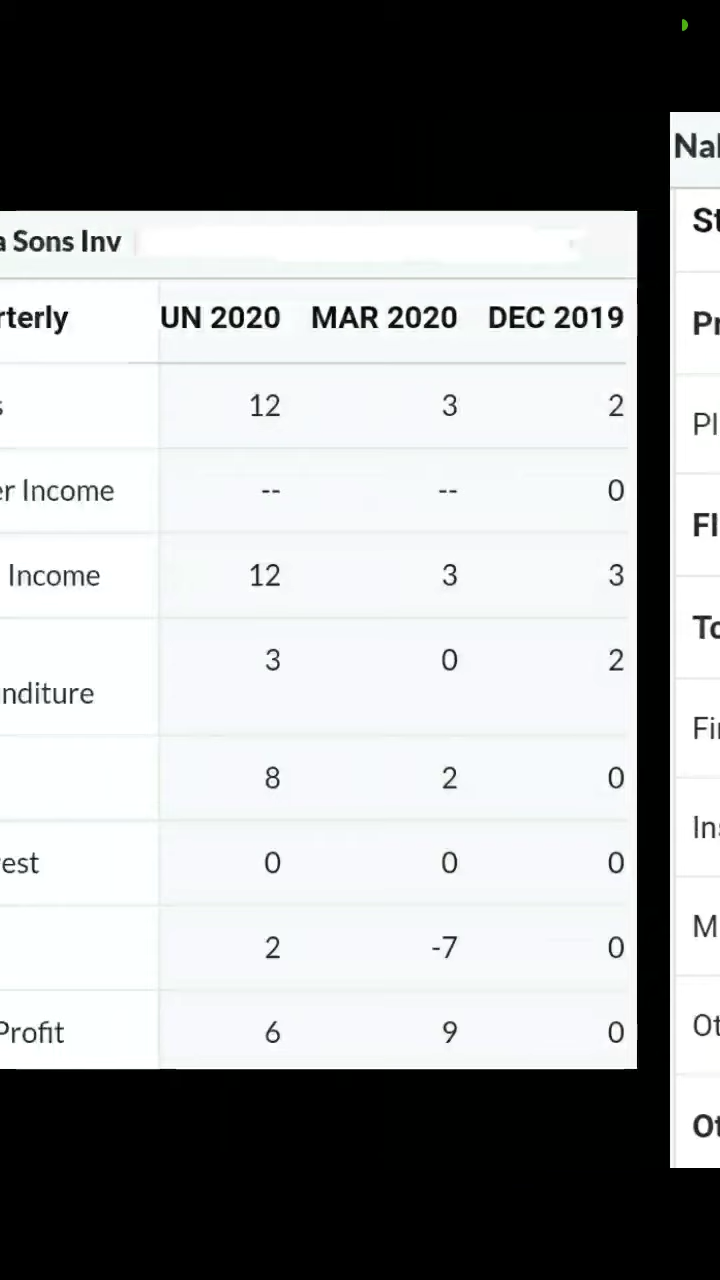 a Sons Inv
rterly UN 2020 MAR 2020 DEC 2019
s 12 3 2
er Income -- -- 0
Income 12 3 3
nditure 3 0 2
8 2 0
rest 0 0 0
2 -7 0
Profit 6 9 0
Nal
St
Pr
Pl
FI
To
Fin
Ins
M
Ot
Ot